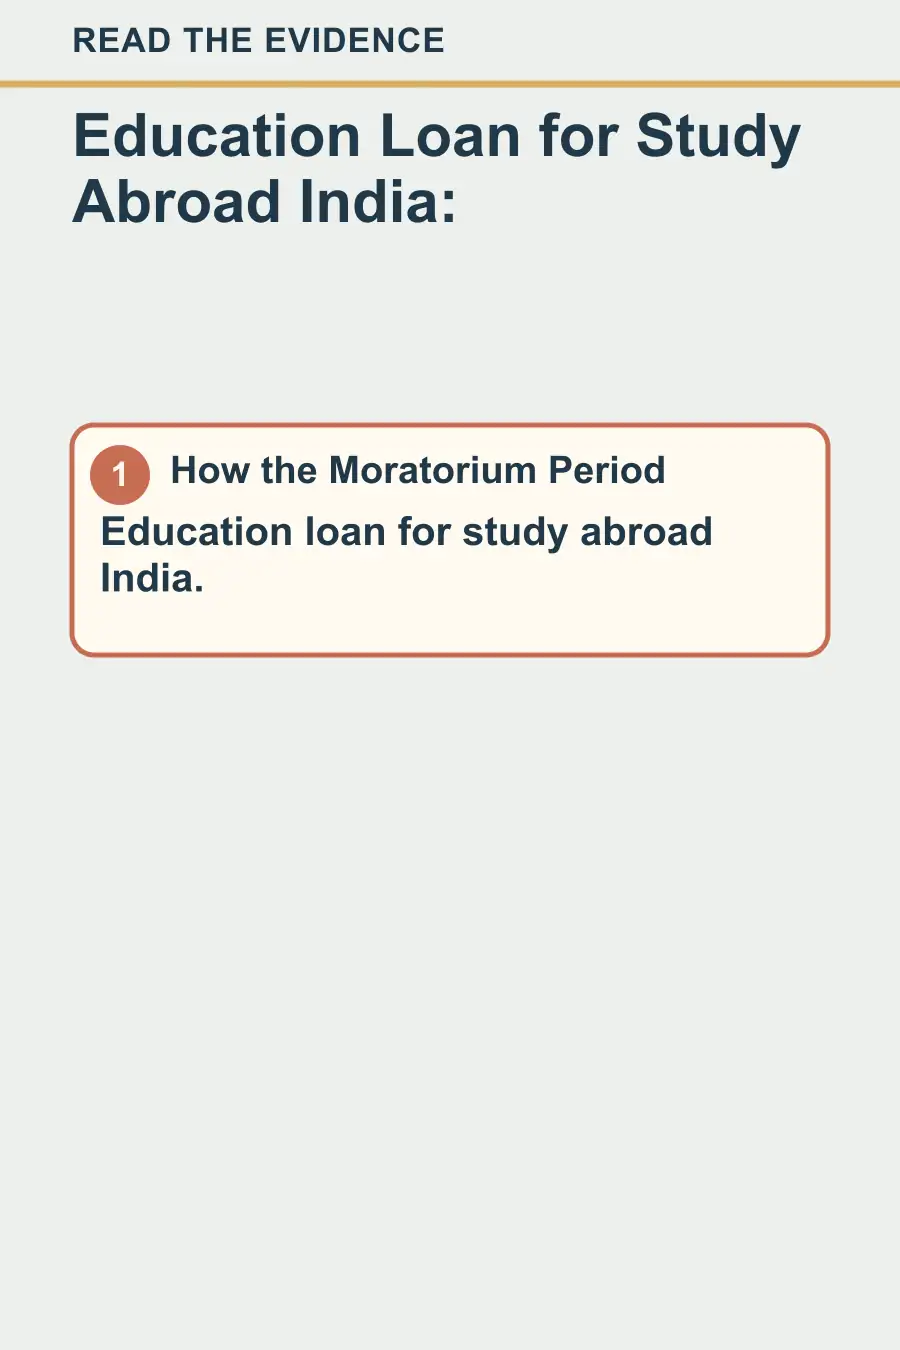 READ THE EVIDENCE
Education Loan for Study
Abroad India:
1 How the Moratorium Period
Education loan for study abroad
India.